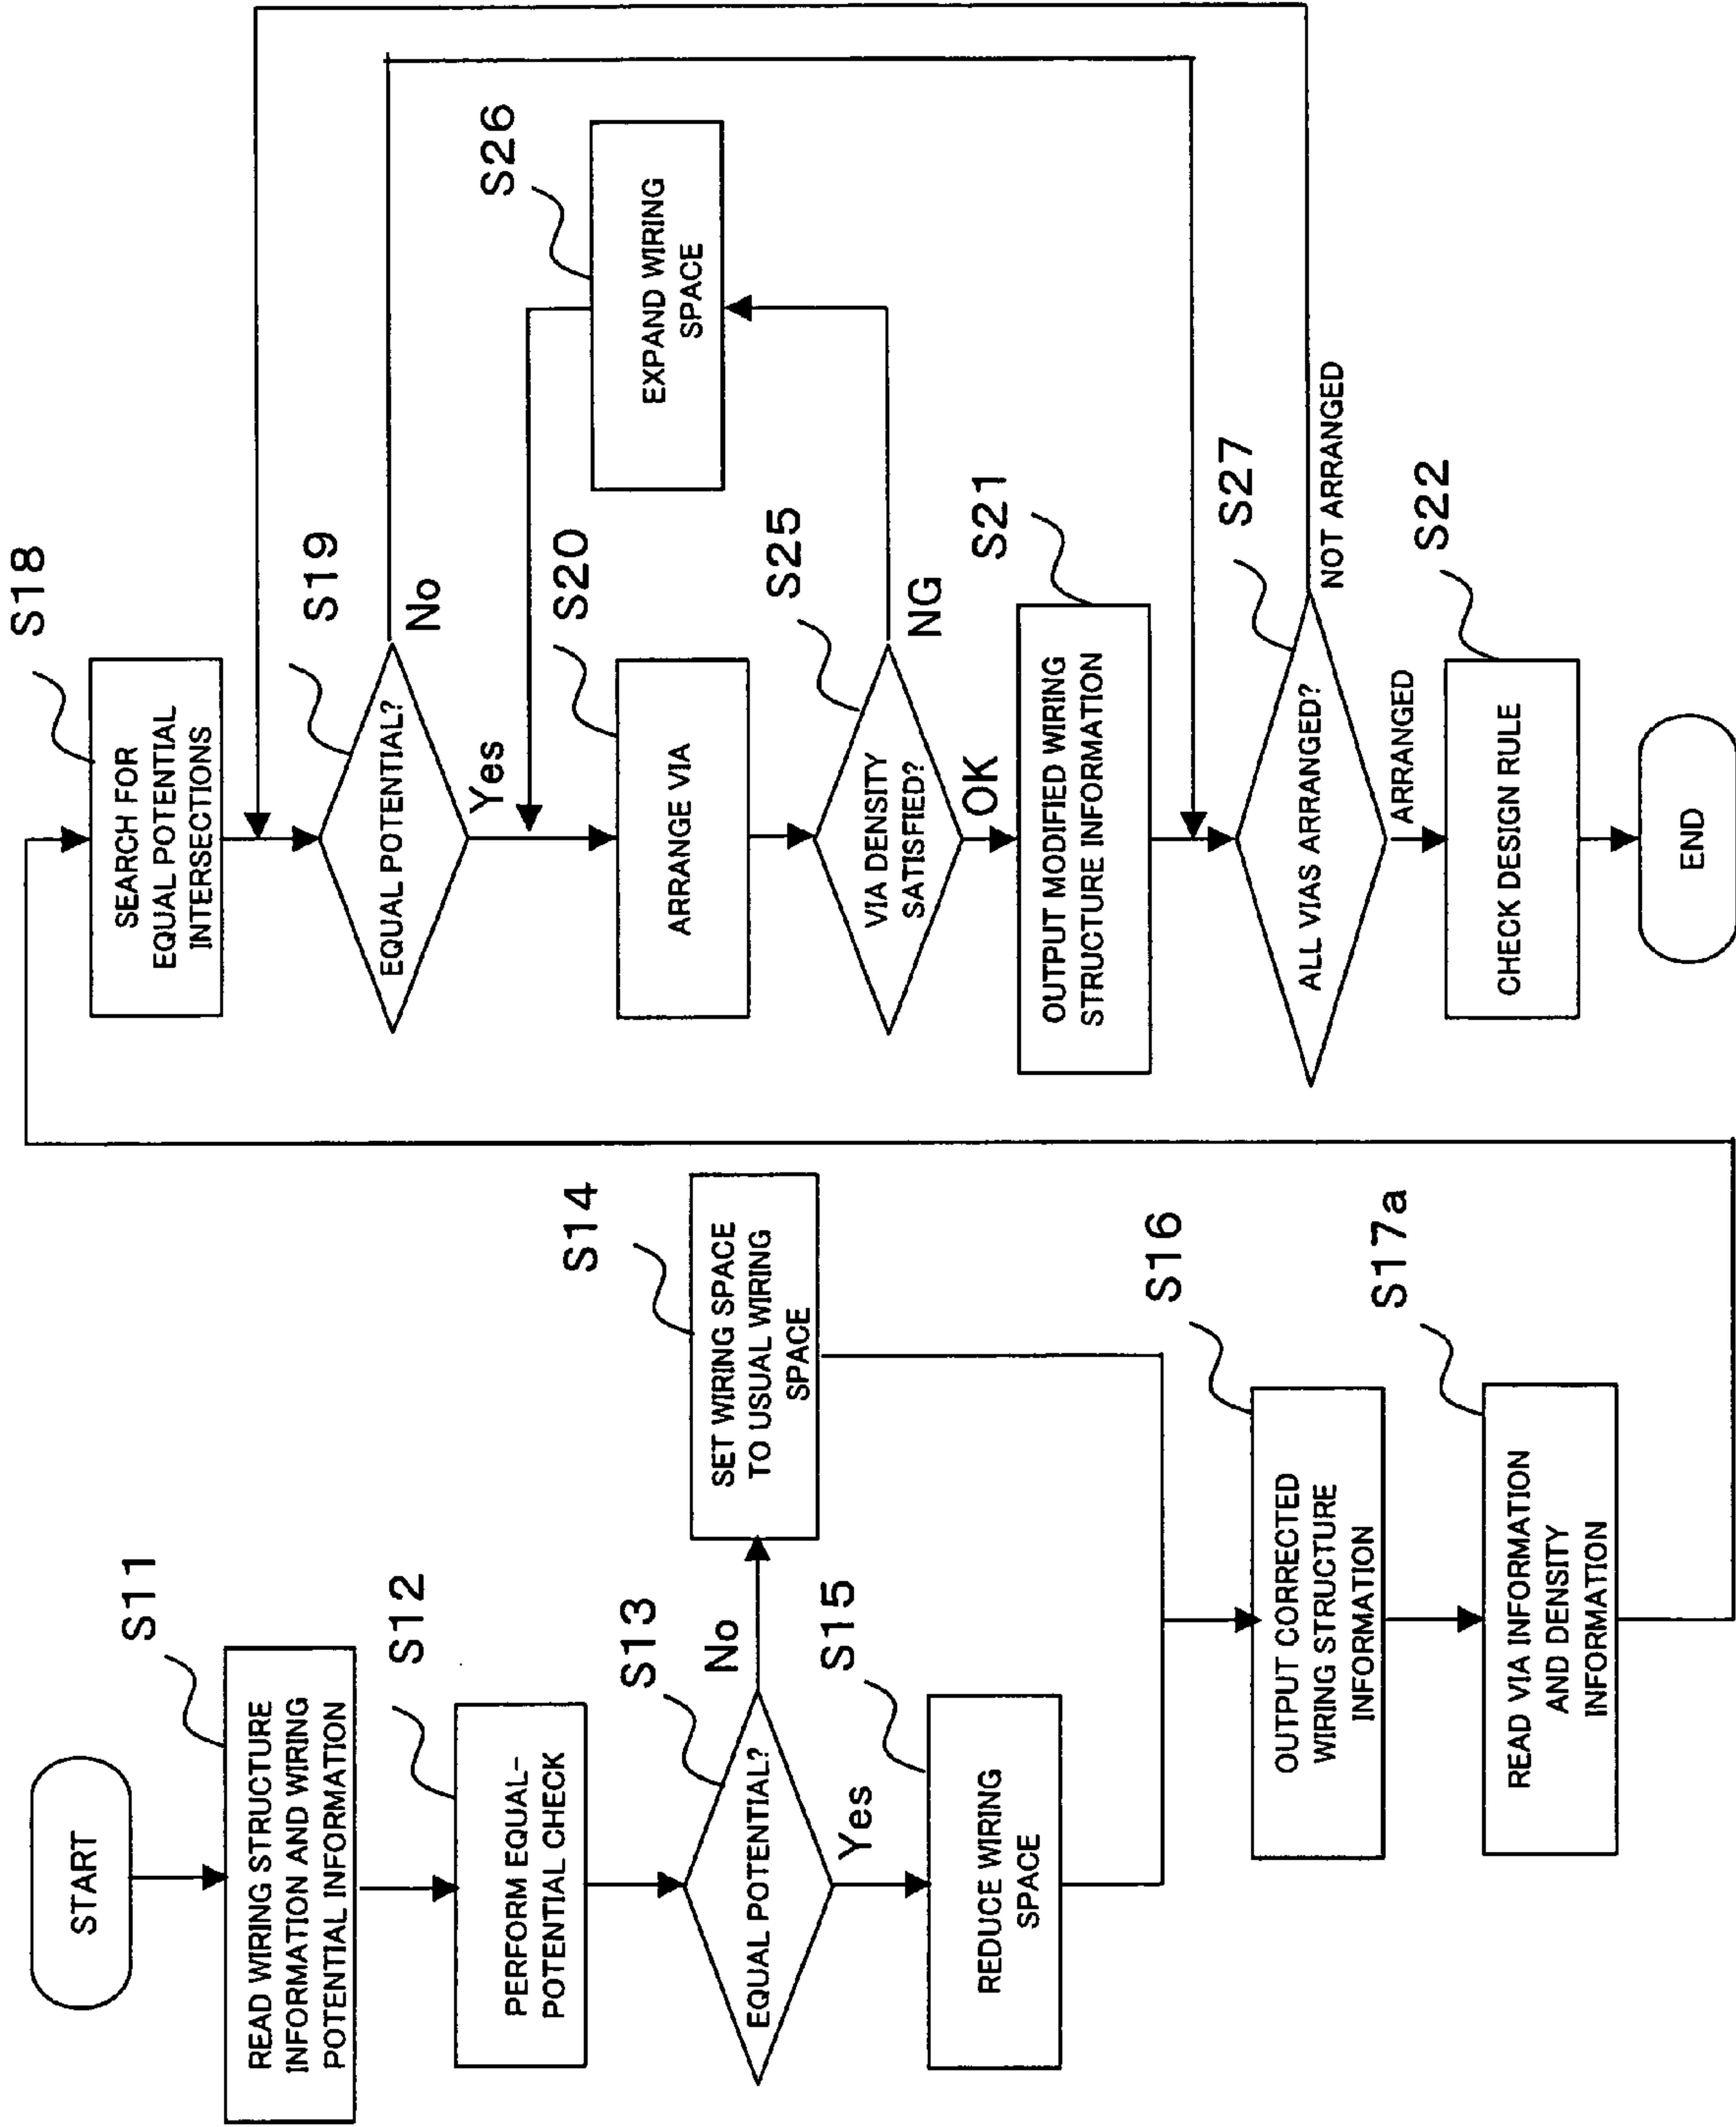 START
S11
READ WIRING STRUCTURE
INFORMATION AND WIRING
POTENTIAL INFORMATION
S12
PERFORM EQUAL-
POTENTIAL CHECK
S13
EQUAL POTENTIAL?
No
S14
SET WIRING SPACE
TO USUAL WIRING
SPACE
Yes
S15
REDUCE WIRING
SPACE
S16
OUTPUT CORRECTED
WIRING STRUCTURE
INFORMATION
S17a
READ VIA INFORMATION
AND DENSITY
INFORMATION
S18
SEARCH FOR
EQUAL POTENTIAL
INTERSECTIONS
S19
EQUAL POTENTIAL?
No
Yes
S20
ARRANGE VIA
S26
EXPAND WIRING
SPACE
S25
VIA DENSITY
SATISFIED?
NG
OK
S21
OUTPUT MODIFIED WIRING
STRUCTURE INFORMATION
S27
ALL VIAS ARRANGED?
NOT ARRANGED
ARRANGED
S22
CHECK DESIGN RULE
END